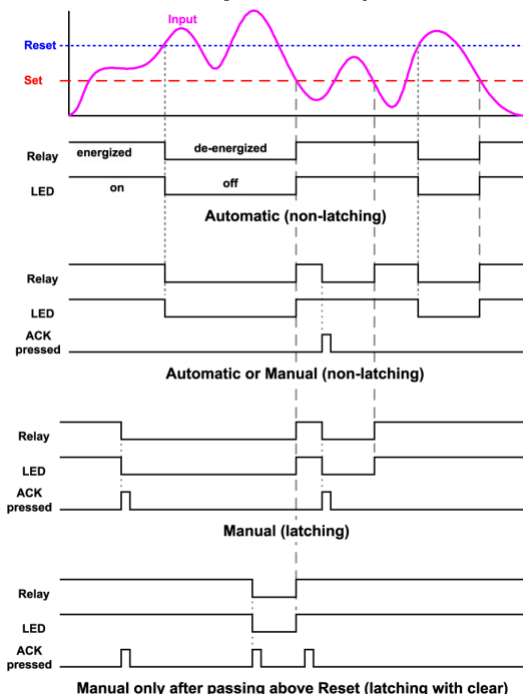 Input
Reset
Set
Relay energized de-energized
LED on off
Automatic (non-latching)
Relay
LED
ACK
pressed
Automatic or Manual (non-latching)
Relay
LED
ACK
pressed
Manual (latching)
Relay
LED
ACK
pressed
Manual only after passing above Reset (latching with clear)